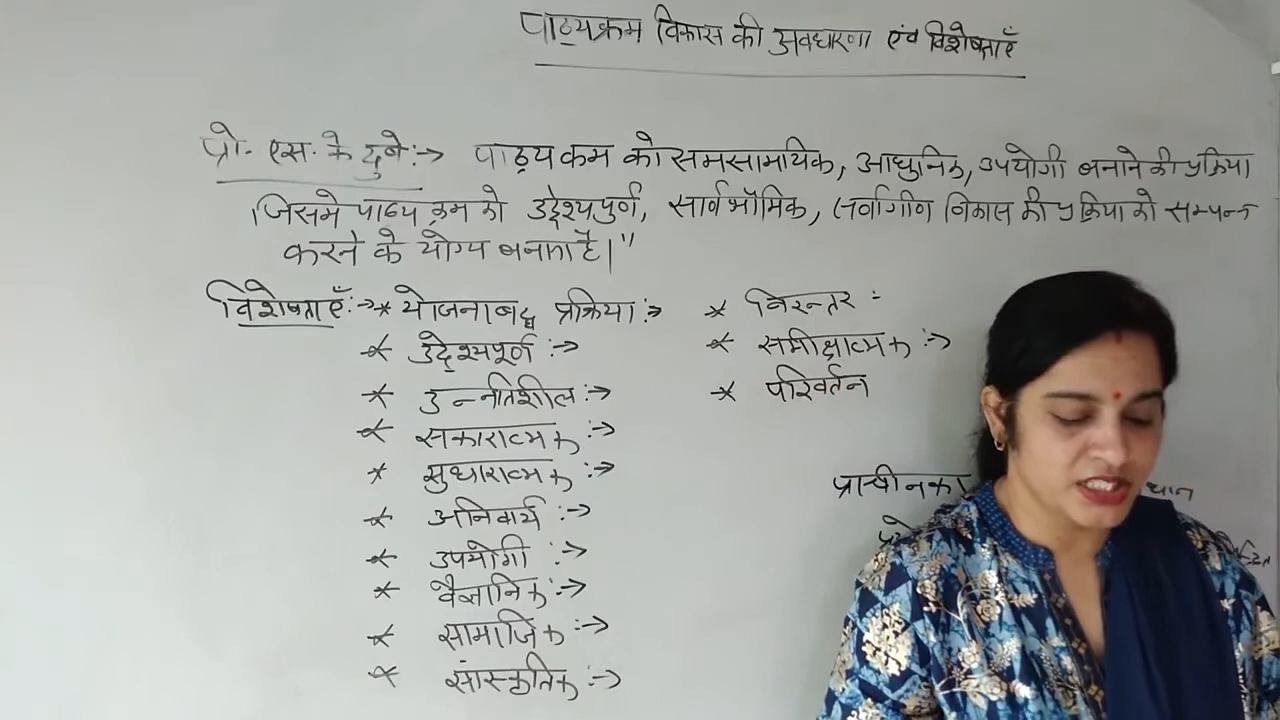 पाठ्यक्रम विकास की अवधारणा एवं विशेषताएँ
प्रो. एस. के दुबे:→ पाठ्यक्रम को समसामयिक, आधुनिक, उपयोगी बनाने की प्रक्रिया
जिसमे पाठ्यक्रम को उद्देश्यपुर्ण, सार्वभौमिक, सर्वांगीण विकास की प्रक्रिया को सम्पन्न
करने के योग्य बनाता है।"
विशेषताएँ:→ * योजनाबद्ध प्रक्रिया:→
* उद्देश्यपूर्ण:→
* उन्नतिशील:→
* सकारात्मक:→
* सुधारात्मक:→
* अनिवार्य:→
* उपयोगी:→
* वैज्ञानिक:→
* सामाजिक:→
* सांस्कृतिक:→
* निरन्तर:
* समीक्षात्मक:→
* परिवर्तन
प्राचीनका